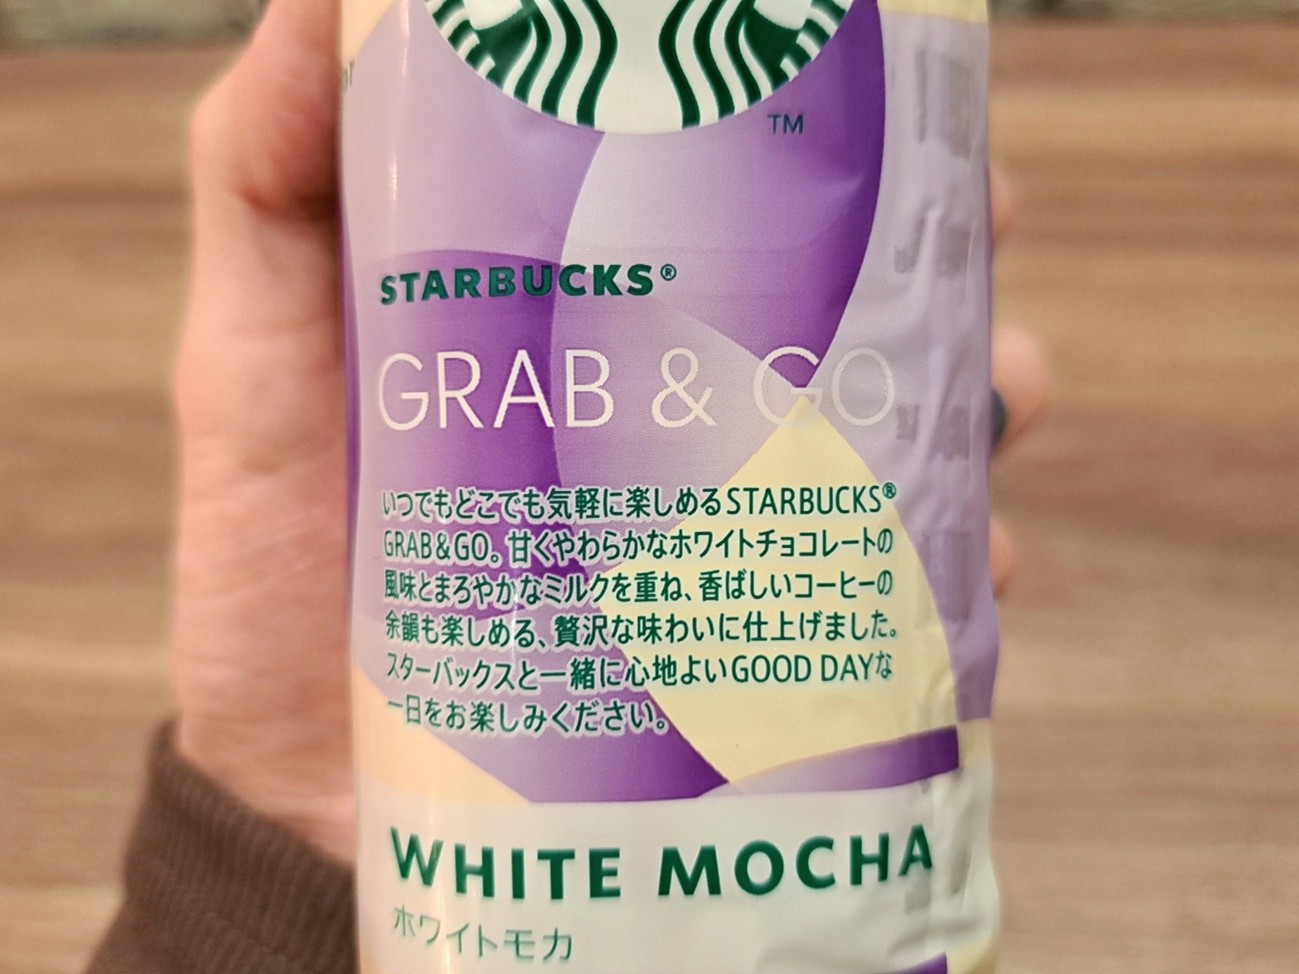 TM
STARBUCKS®
GRAB & GO
いつでもどこでも気軽に楽しめるSTARBUCKS®
GRAB&GO。甘くやわらかなホワイトチョコレートの
風味とまろやかなミルクを重ね、香ばしいコーヒーの
余韻も楽しめる、贅沢な味わいに仕上げました。
スターバックスと一緒に心地よいGOOD DAYな
一日をお楽しみください。
WHITE MOCHA
ホワイトモカ